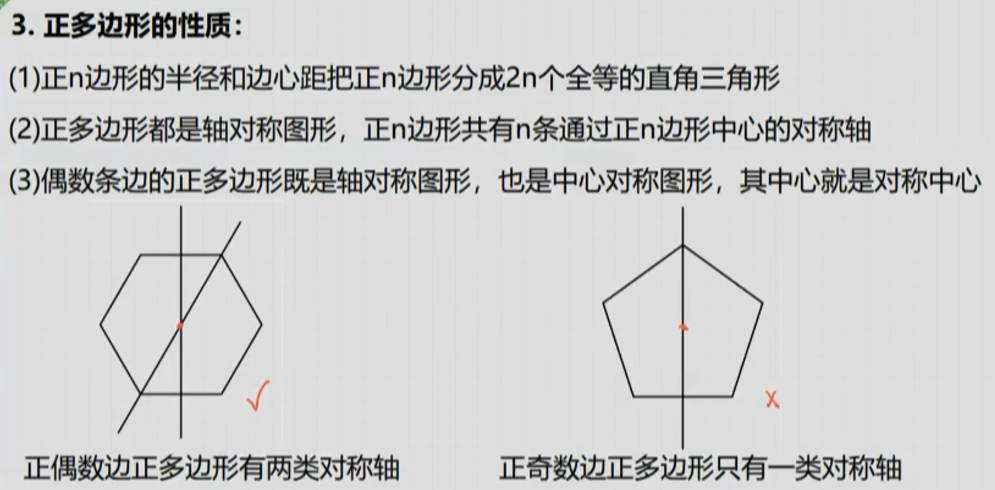 3. 正多边形的性质：
(1)正n边形的半径和边心距把正n边形分成2n个全等的直角三角形
(2)正多边形都是轴对称图形，正n边形共有n条通过正n边形中心的对称轴
(3)偶数条边的正多边形既是轴对称图形，也是中心对称图形，其中心就是对称中心
√
x
正偶数边正多边形有两类对称轴
正奇数边正多边形只有一类对称轴